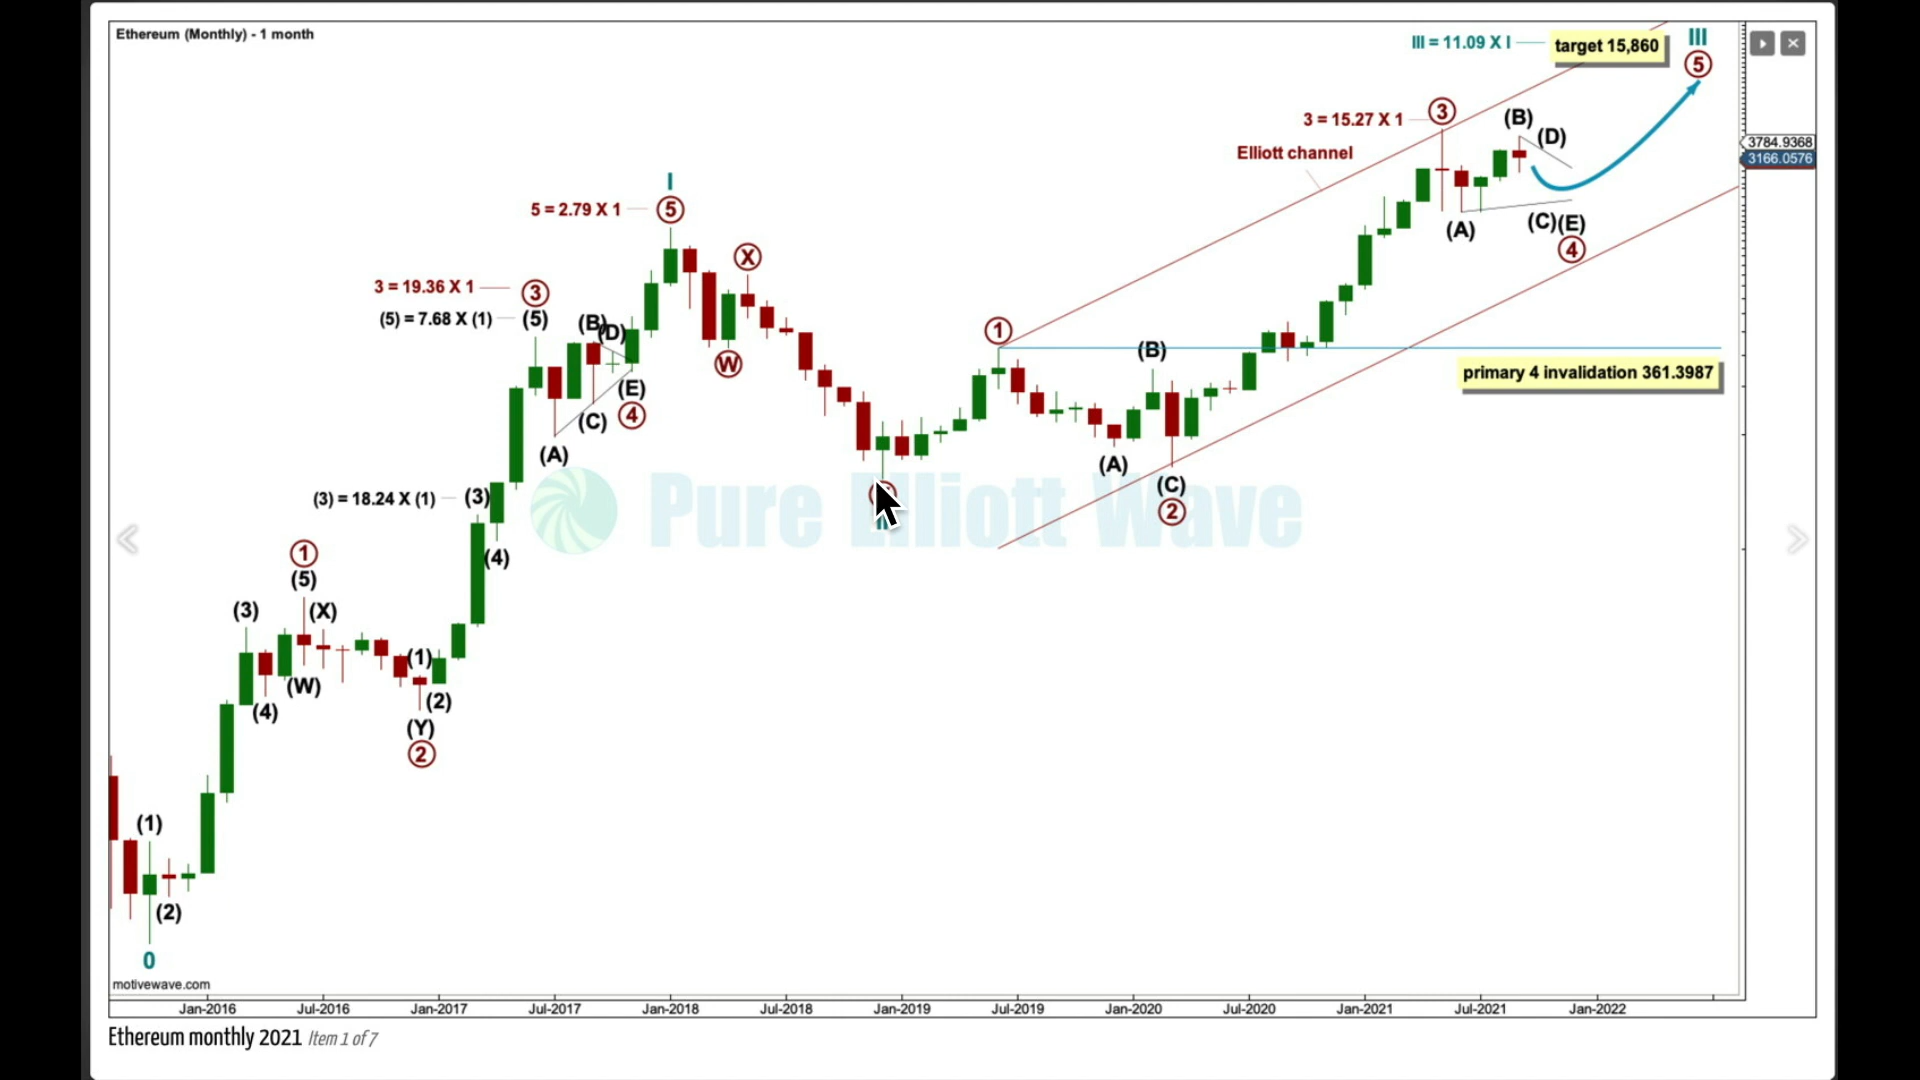 Ethereum (Monthly) - 1 month
III = 11.09 X I
target 15,860
III
5
3 = 15.27 X 1
3
(B)
(D)
Elliott channel
3784.9368
3166.0576
I
5 = 2.79 X 1
5
(A)
(C)
(E)
4
X
3 = 19.36 X 1
3
(5) = 7.68 X (1)
(5)
(B)
(D)
1
(B)
W
primary 4 invalidation 361.3987
(E)
(C)
4
(A)
(A)
(C)
2
(3) = 18.24 X (1)
(3)
Pure Elliott Wave
(4)
1
(5)
(3)
(X)
(1)
(W)
(2)
(4)
(Y)
2
(1)
(2)
0
motivewave.com
Jan-2016
Jul-2016
Jan-2017
Jul-2017
Jan-2018
Jul-2018
Jan-2019
Jul-2019
Jan-2020
Jul-2020
Jan-2021
Jul-2021
Jan-2022
Ethereum monthly 2021 Item 1 of 7